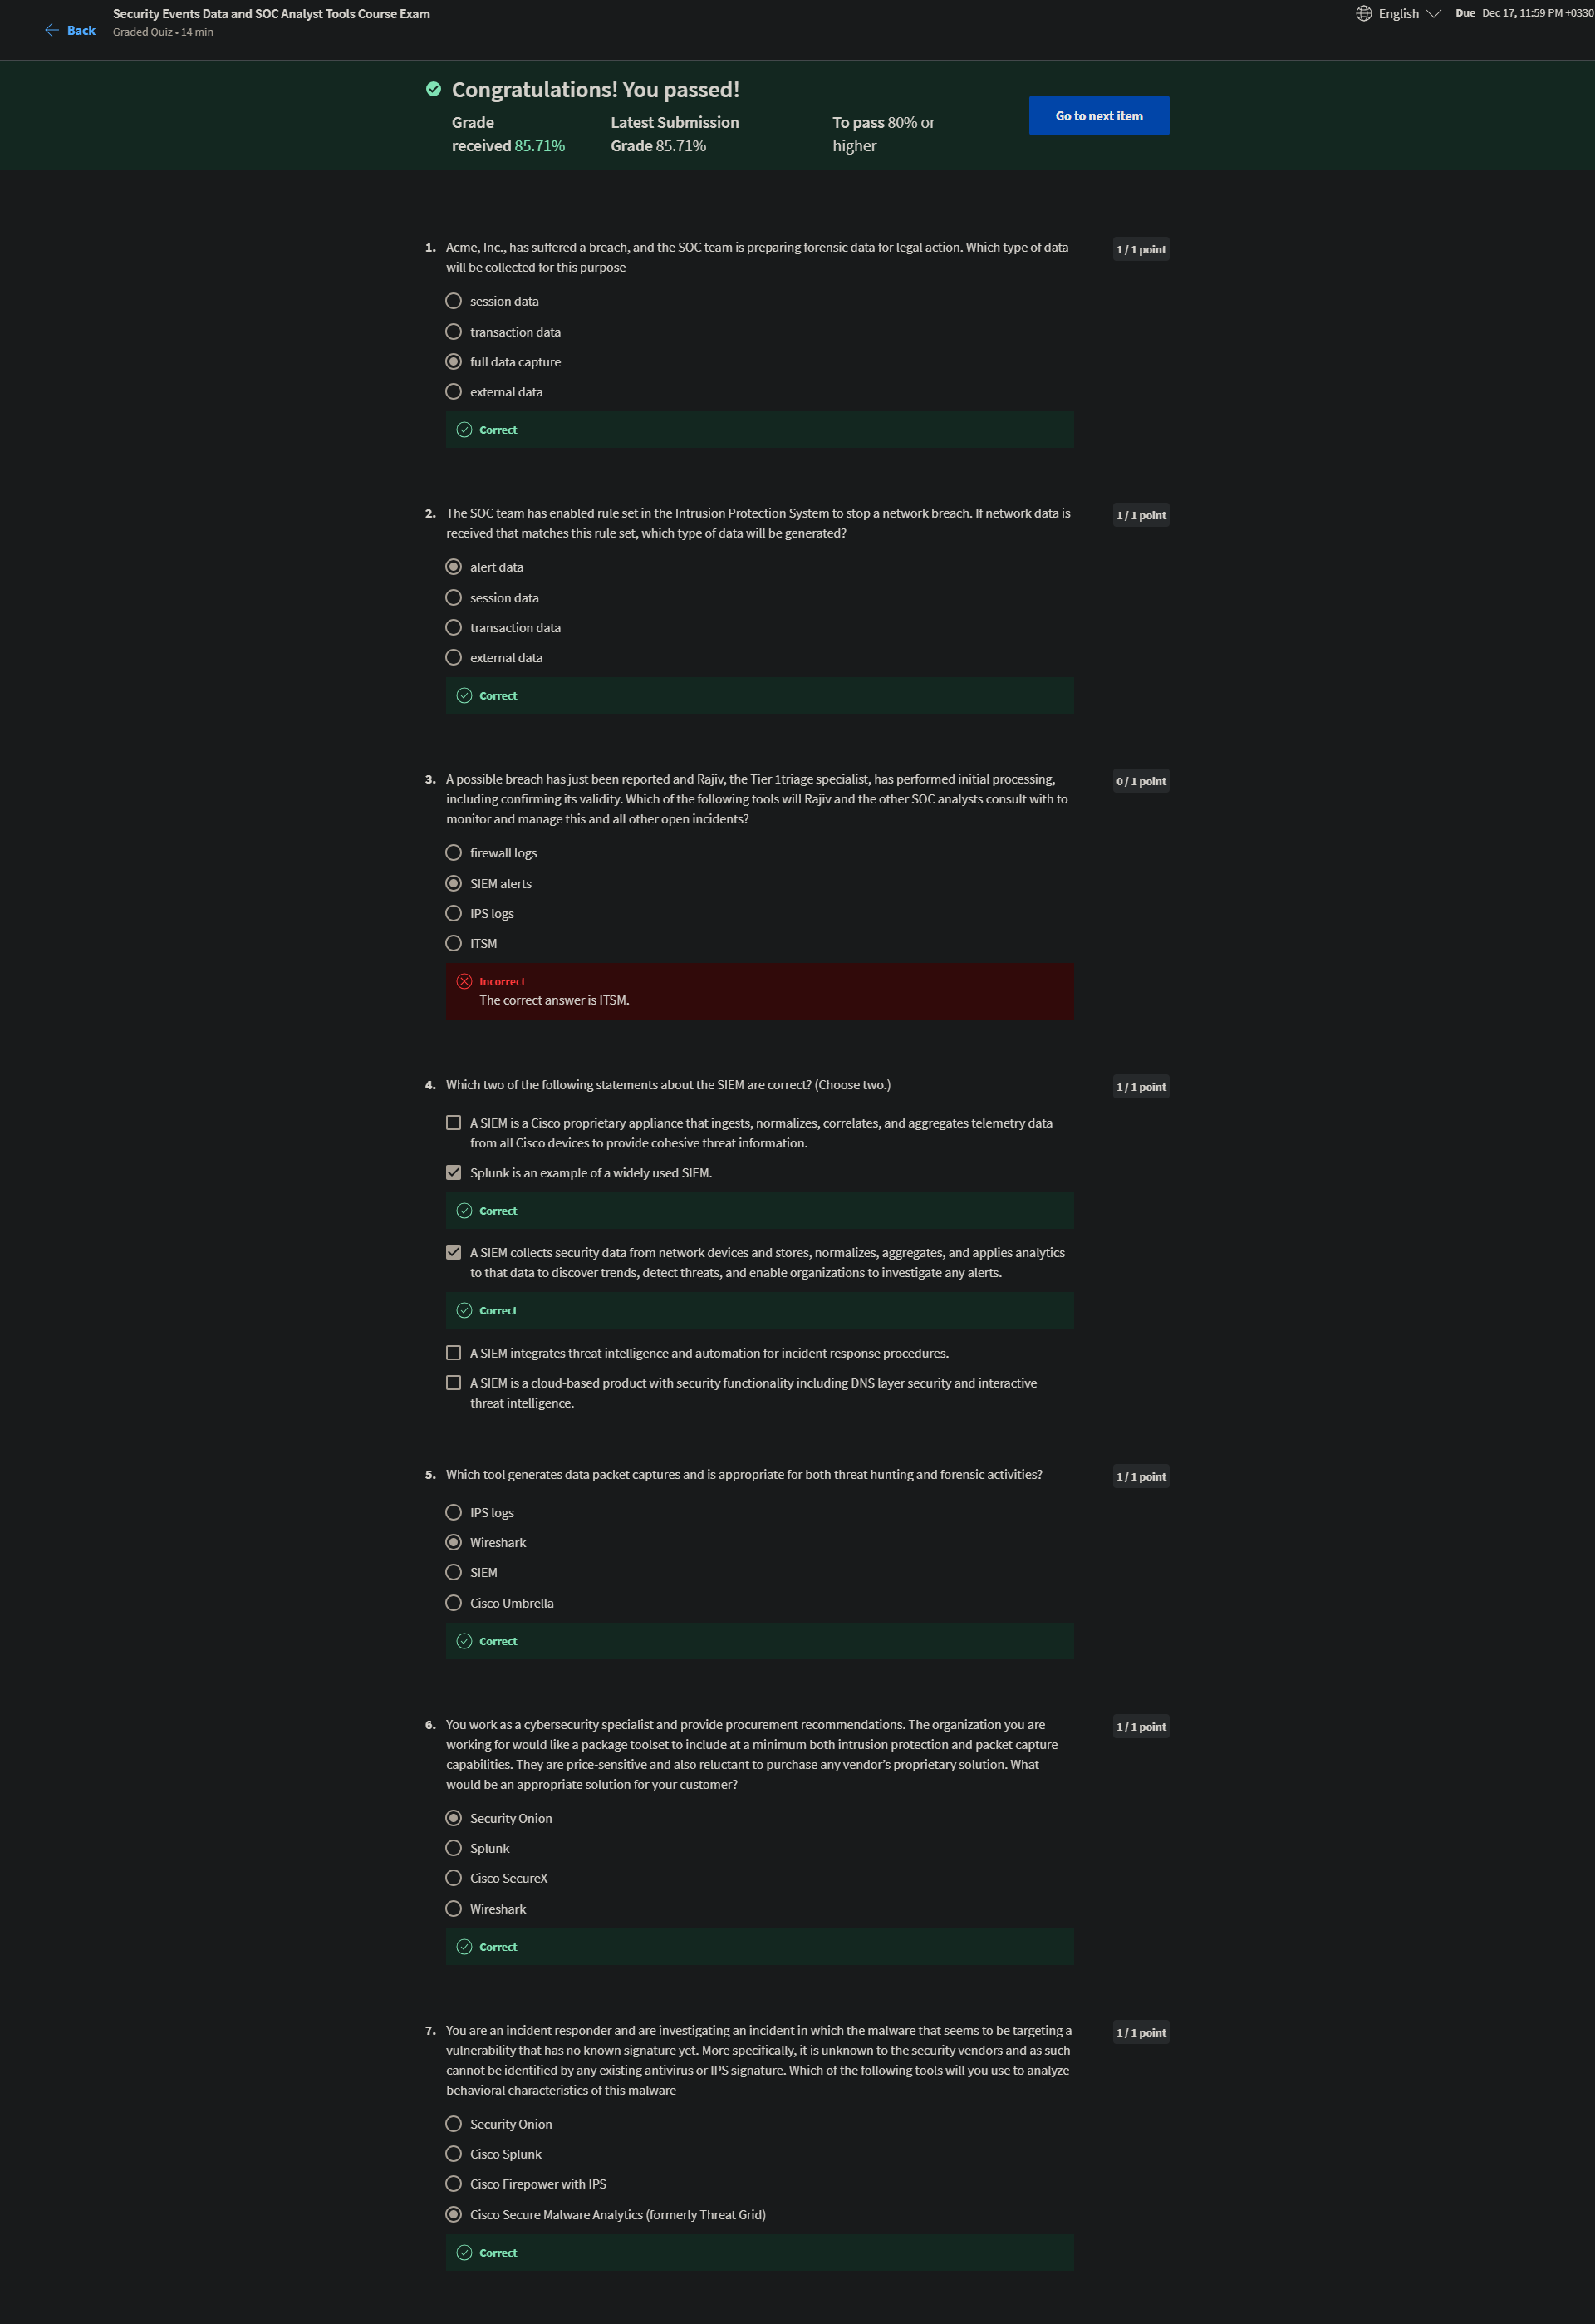 Back
Security Events Data and SOC Analyst Tools Course Exam
Graded Quiz • 14 min
English
Due Dec 17, 11:59 PM +0330
Congratulations! You passed!
Grade
received 85.71%
Latest Submission
Grade 85.71%
To pass 80% or
higher
Go to next item
1. Acme, Inc., has suffered a breach, and the SOC team is preparing forensic data for legal action. Which type of data
will be collected for this purpose
1 / 1 point
session data
transaction data
full data capture
external data
Correct
2. The SOC team has enabled rule set in the Intrusion Protection System to stop a network breach. If network data is
received that matches this rule set, which type of data will be generated?
1 / 1 point
alert data
session data
transaction data
external data
Correct
3. A possible breach has just been reported and Rajiv, the Tier 1triage specialist, has performed initial processing,
including confirming its validity. Which of the following tools will Rajiv and the other SOC analysts consult with to
monitor and manage this and all other open incidents?
0 / 1 point
firewall logs
SIEM alerts
IPS logs
ITSM
Incorrect
The correct answer is ITSM.
4. Which two of the following statements about the SIEM are correct? (Choose two.)
1 / 1 point
A SIEM is a Cisco proprietary appliance that ingests, normalizes, correlates, and aggregates telemetry data
from all Cisco devices to provide cohesive threat information.
Splunk is an example of a widely used SIEM.
Correct
A SIEM collects security data from network devices and stores, normalizes, aggregates, and applies analytics
to that data to discover trends, detect threats, and enable organizations to investigate any alerts.
Correct
A SIEM integrates threat intelligence and automation for incident response procedures.
A SIEM is a cloud-based product with security functionality including DNS layer security and interactive
threat intelligence.
5. Which tool generates data packet captures and is appropriate for both threat hunting and forensic activities?
1 / 1 point
IPS logs
Wireshark
SIEM
Cisco Umbrella
Correct
6. You work as a cybersecurity specialist and provide procurement recommendations. The organization you are
working for would like a package toolset to include at a minimum both intrusion protection and packet capture
capabilities. They are price-sensitive and also reluctant to purchase any vendor’s proprietary solution. What
would be an appropriate solution for your customer?
1 / 1 point
Security Onion
Splunk
Cisco SecureX
Wireshark
Correct
7. You are an incident responder and are investigating an incident in which the malware that seems to be targeting a
vulnerability that has no known signature yet. More specifically, it is unknown to the security vendors and as such
cannot be identified by any existing antivirus or IPS signature. Which of the following tools will you use to analyze
behavioral characteristics of this malware
1 / 1 point
Security Onion
Cisco Splunk
Cisco Firepower with IPS
Cisco Secure Malware Analytics (formerly Threat Grid)
Correct